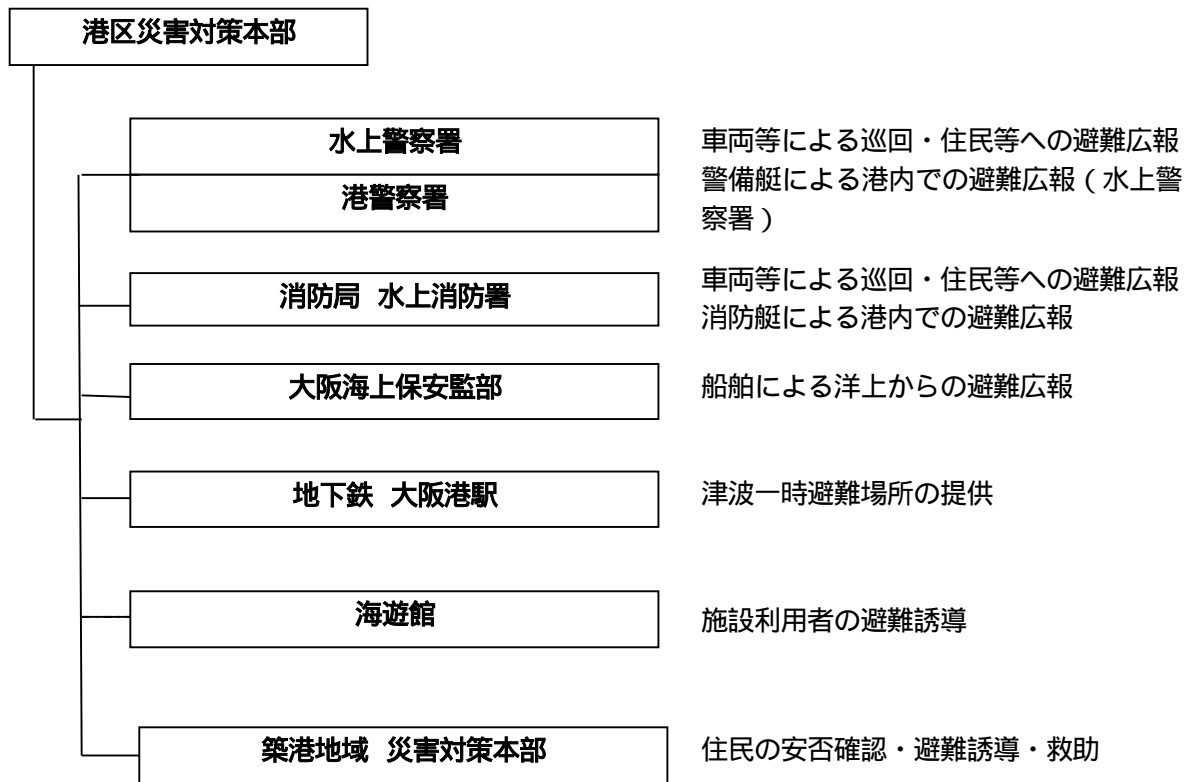 港区災害対策本部
水上警察署
港警察署
車両等による巡回・住民等への避難広報
警備艇による港内での避難広報(水上警
察署)
消防局 水上消防署
車両等による巡回・住民等への避難広報
消防艇による港内での避難広報
大阪海上保安監部
船舶による洋上からの避難広報
地下鉄 大阪港駅
津波一時避難場所の提供
海遊館
施設利用者の避難誘導
築港地域 災害対策本部
住民の安否確認・避難誘導・救助